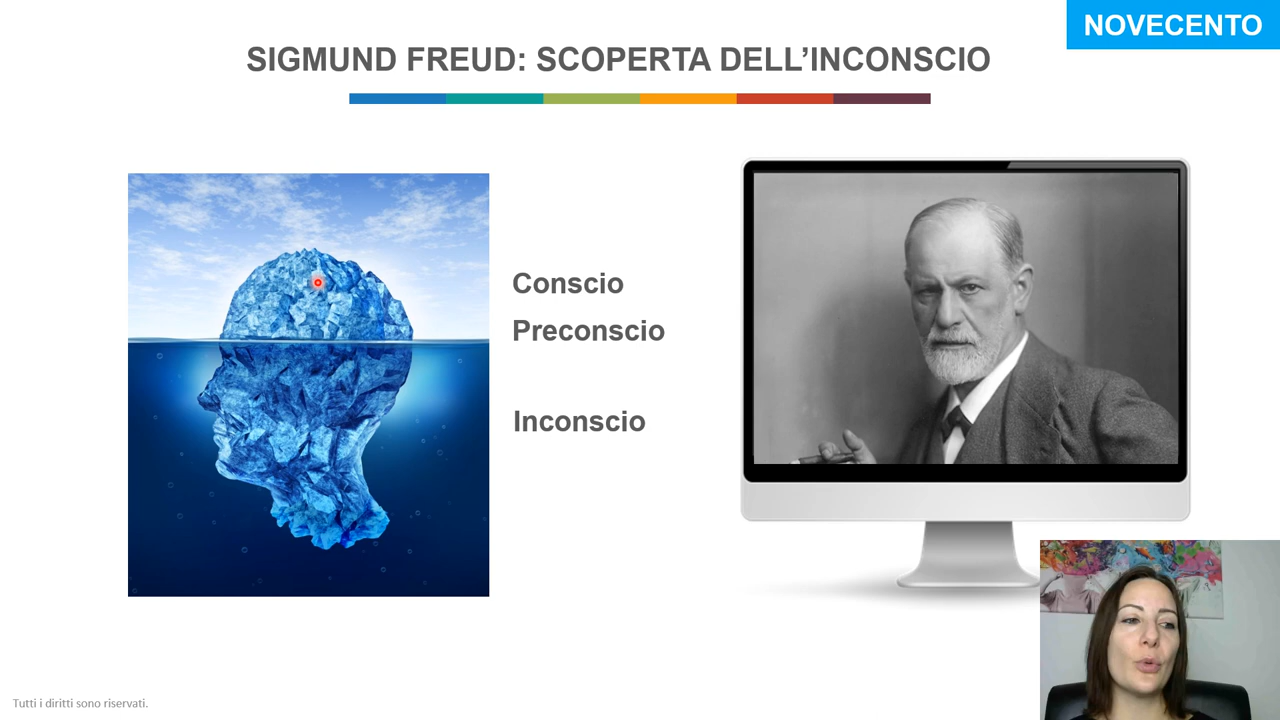 NOVECENTO
SIGMUND FREUD: SCOPERTA DELL’INCONSCIO
Conscio
Preconscio
Inconscio
Tutti i diritti sono riservati.